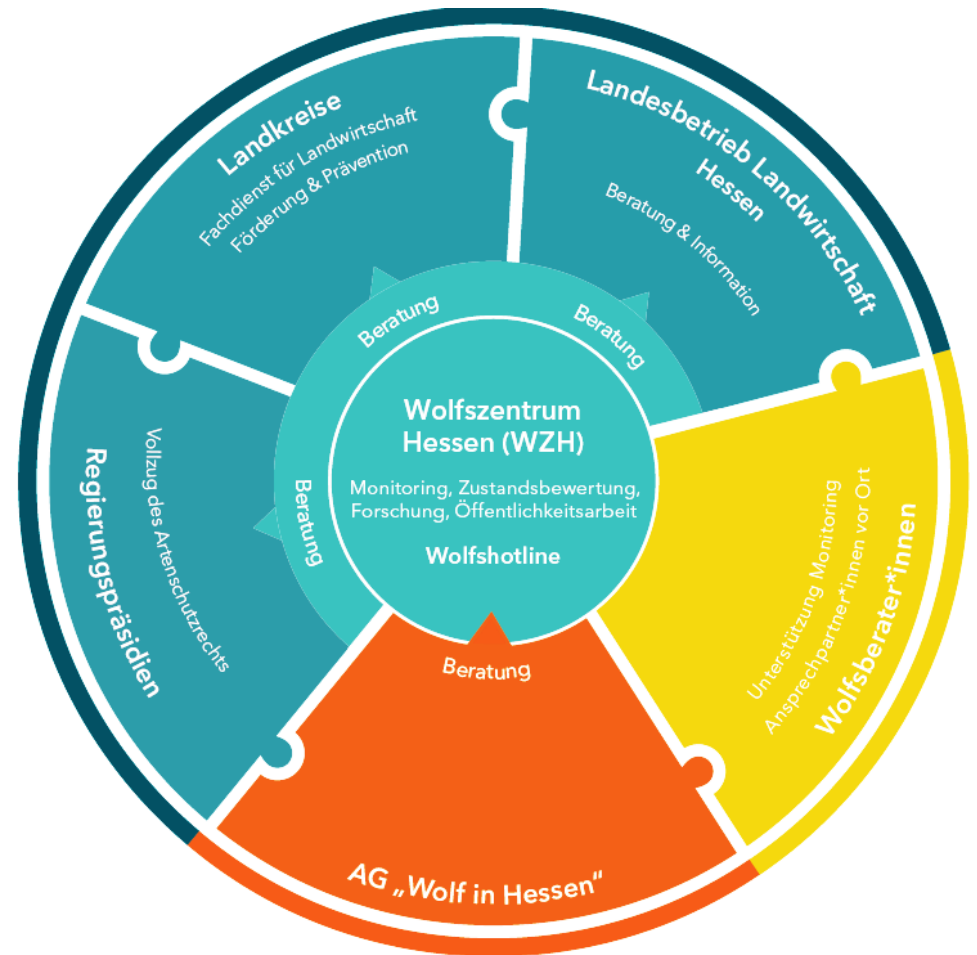 Landkreise
Fachdienst für Landwirtschaft
Förderung & Prävention
Landesbetrieb Landwirtschaft
Hessen
Beratung & Information
Beratung
Beratung
Wolfszentrum
Hessen (WZH)
Monitoring, Zustandsbewertung,
Forschung, Öffentlichkeitsarbeit
Wolfshotline
Beratung
Regierungspräsidien
Vollzug des Artenschutzrechts
Unterstützung Monitoring
Ansprechpartner*innen vor Ort
Wolfsberater*innen
Beratung
AG „Wolf in Hessen“